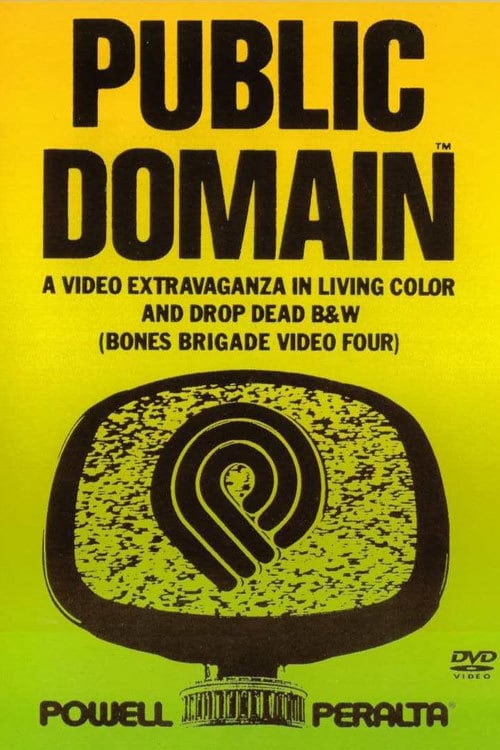 PUBLIC
DOMAIN™
A VIDEO EXTRAVAGANZA IN LIVING COLOR
AND DROP DEAD B&W
(BONES BRIGADE VIDEO FOUR)
DVD
VIDEO
POWELL PERALTA®